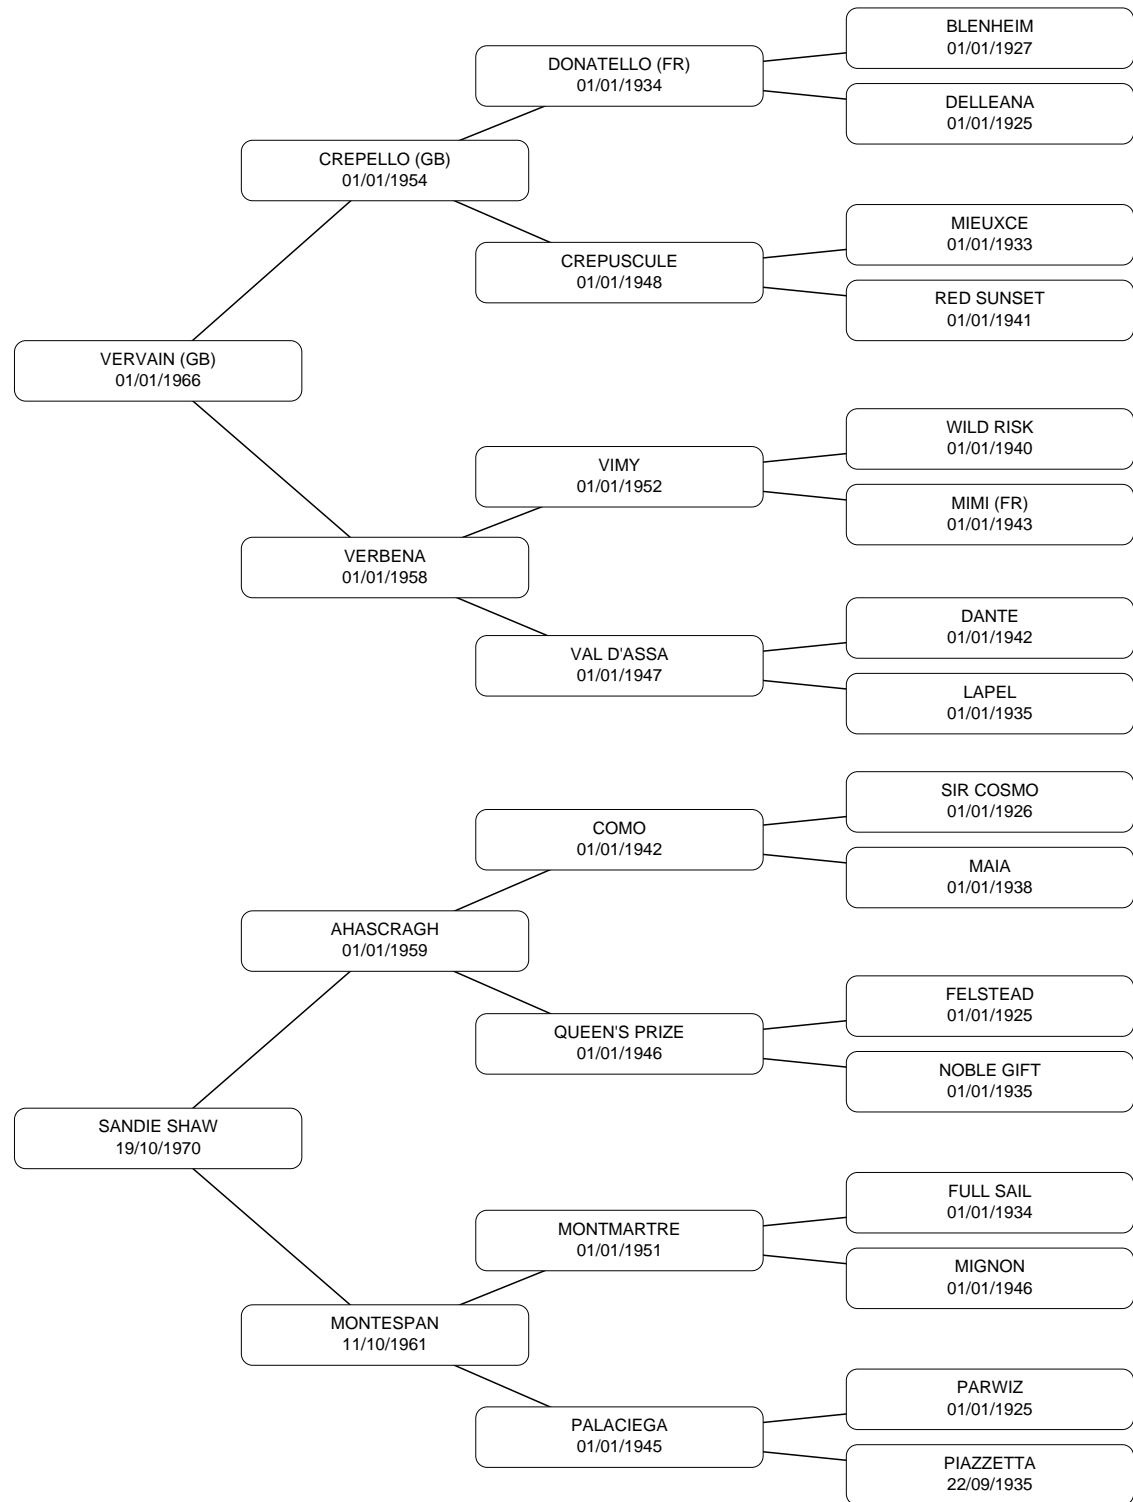 BLENHEIM
01/01/1927
DONATELLO (FR)
01/01/1934
DELLEANA
01/01/1925
CREPELLO (GB)
01/01/1954
MIEUXCE
01/01/1933
CREPUSCULE
01/01/1948
RED SUNSET
01/01/1941
VERVAIN (GB)
01/01/1966
WILD RISK
01/01/1940
VIMY
01/01/1952
MIMI (FR)
01/01/1943
VERBENA
01/01/1958
DANTE
01/01/1942
VAL D'ASSA
01/01/1947
LAPEL
01/01/1935
SIR COSMO
01/01/1926
COMO
01/01/1942
MAIA
01/01/1938
AHASCRAGH
01/01/1959
FELSTEAD
01/01/1925
QUEEN'S PRIZE
01/01/1946
NOBLE GIFT
01/01/1935
SANDIE SHAW
19/10/1970
FULL SAIL
01/01/1934
MONTMARTRE
01/01/1951
MIGNON
01/01/1946
MONTESPAN
11/10/1961
PARWIZ
01/01/1925
PALACIEGA
01/01/1945
PIAZZETTA
22/09/1935